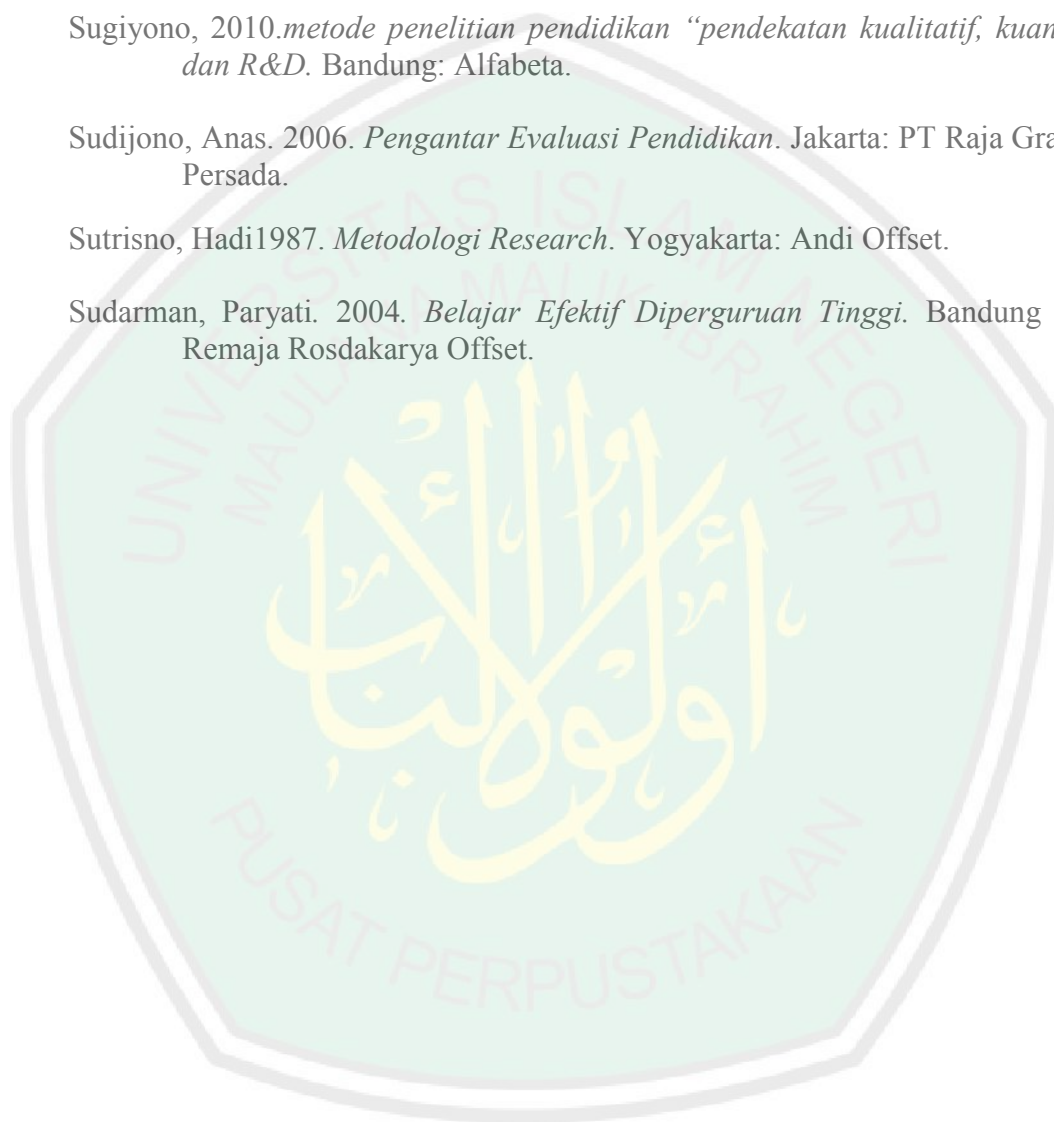 Sugiyono, 2010.metode penelitian pendidikan “pendekatan kualitatif,
dan R&D. Bandung: Alfabeta.
Sudijono, Anas. 2006. Pengantar Evaluasi Pendidikan. Jakarta: PT Raja
Persada.
Sutrisno, Hadi1987. Metodologi Research. Yogyakarta: Andi Offset.
Sudarman, Paryati. 2004. Belajar Efektif Diperguruan Tinggi. Bandung
Remaja Rosdakarya Offset.
UNIVERSITAS ISLAM NEGERI
MAULANA MALIK IBRAHIM
أولوا الألباب
PUSAT PERPUSTAKAAN